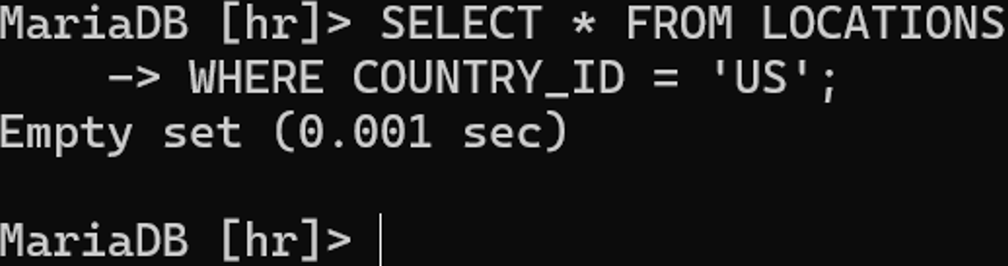 MariaDB [hr]> SELECT * FROM LOCATIONS
    -> WHERE COUNTRY_ID = 'US';
Empty set (0.001 sec)
MariaDB [hr]>